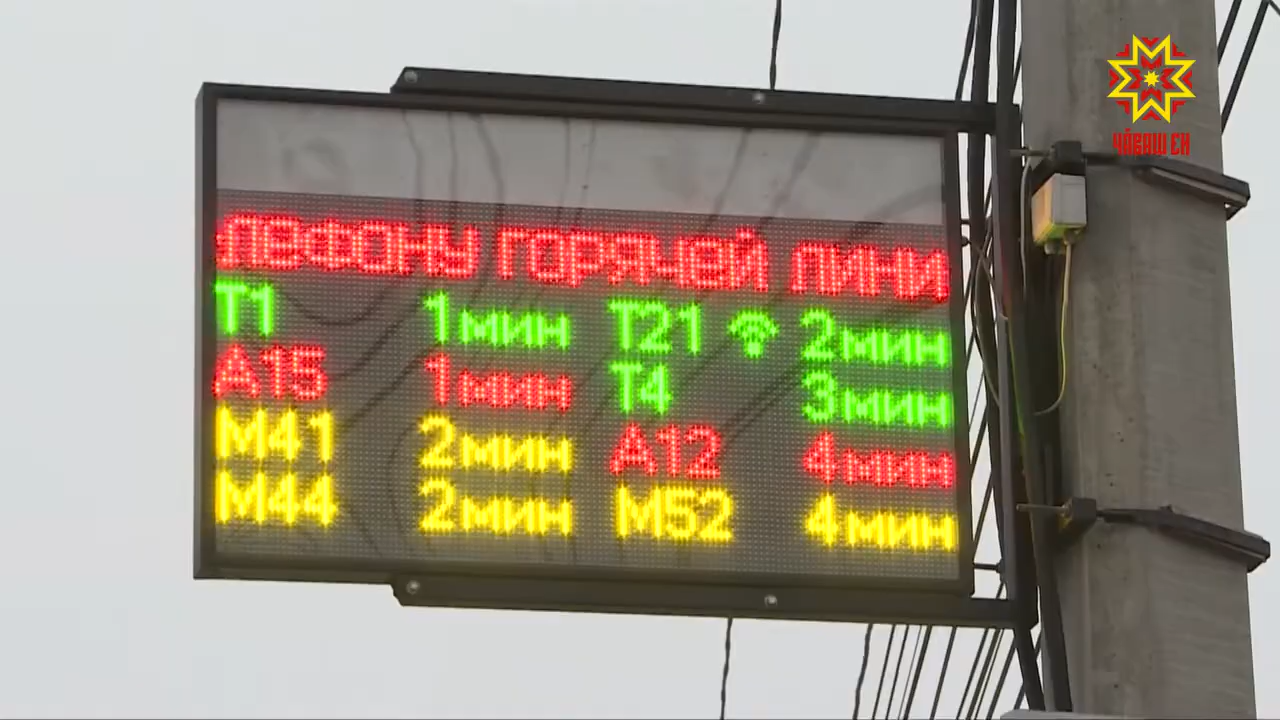 ЧӐВАШ ЕН
ЛЕФОНУ ГОРЯЧЕЙ ЛИНИ
Т1 1мин Т21 2мин
А15 1мин Т4 3мин
М41 2мин А12 4мин
М44 2мин М52 4мин